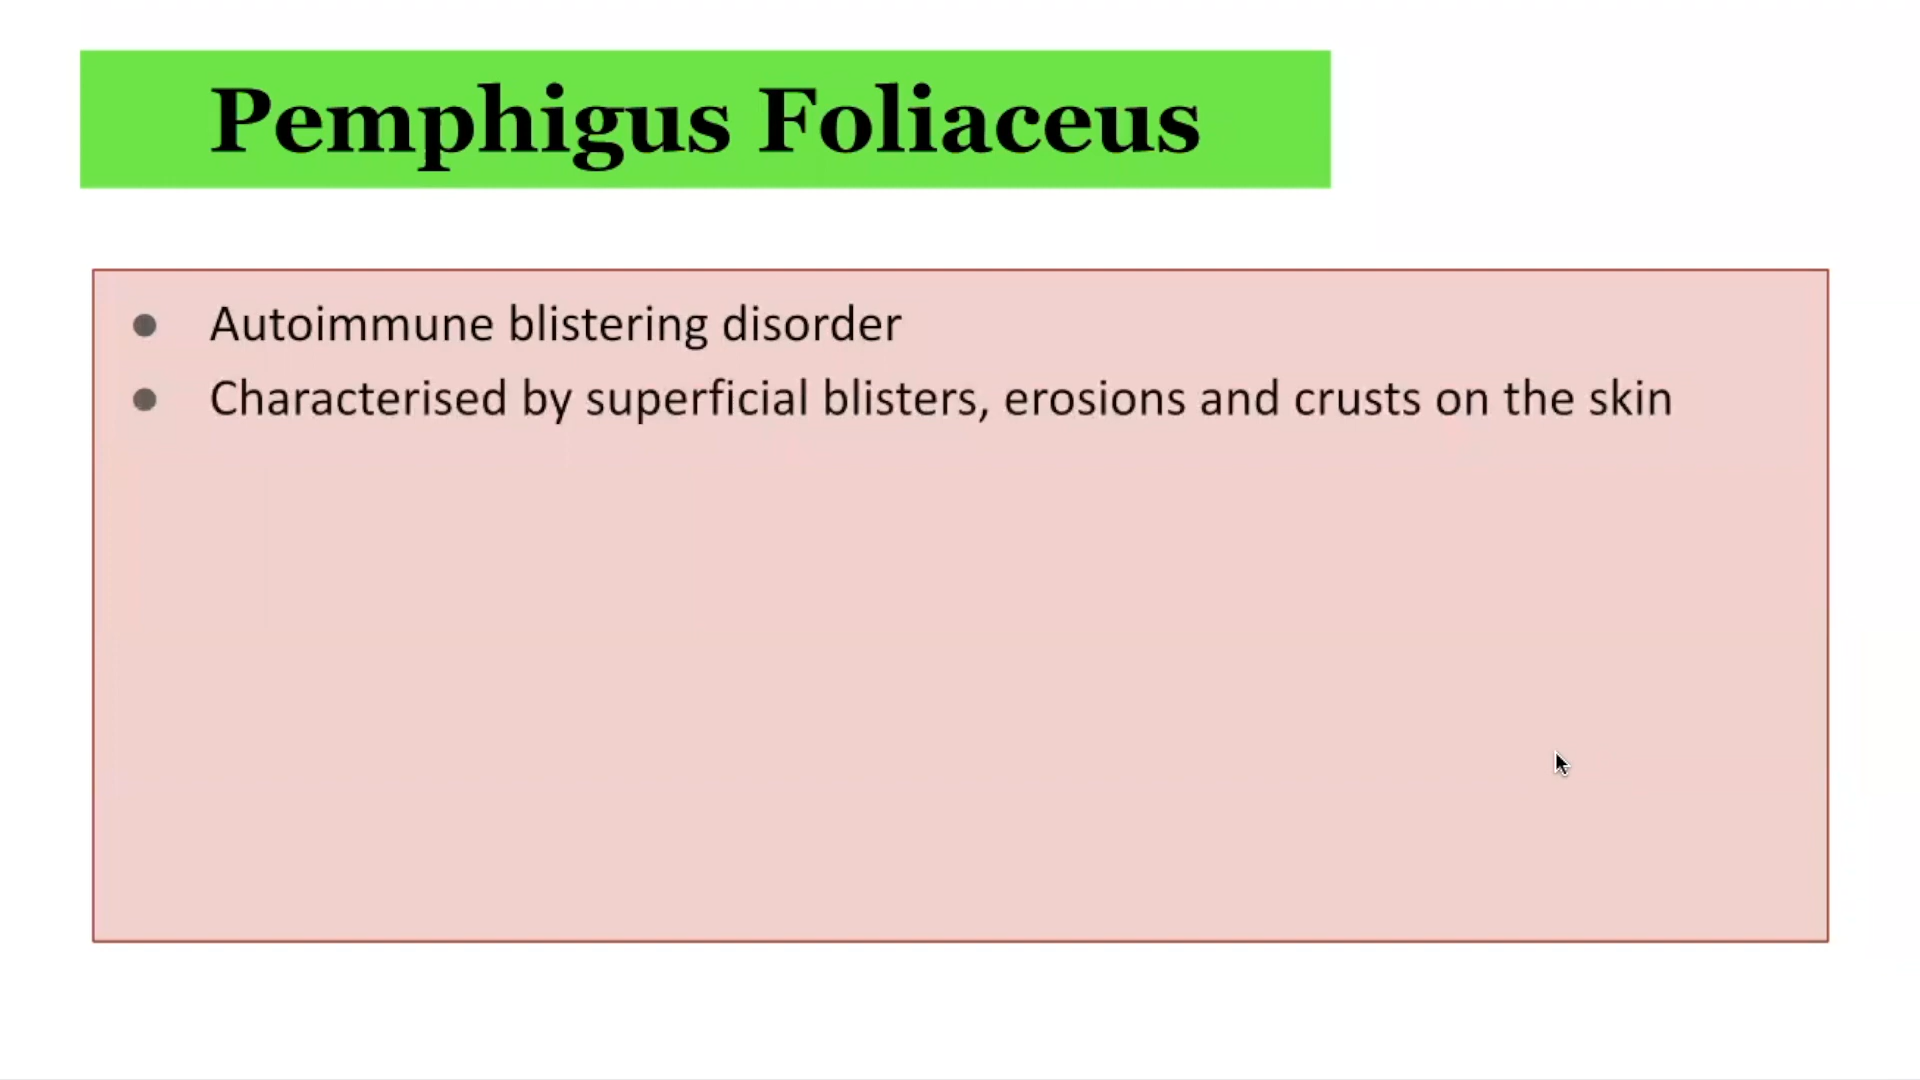 Pemphigus Foliaceus
● Autoimmune blistering disorder
● Characterised by superficial blisters, erosions and crusts on the skin